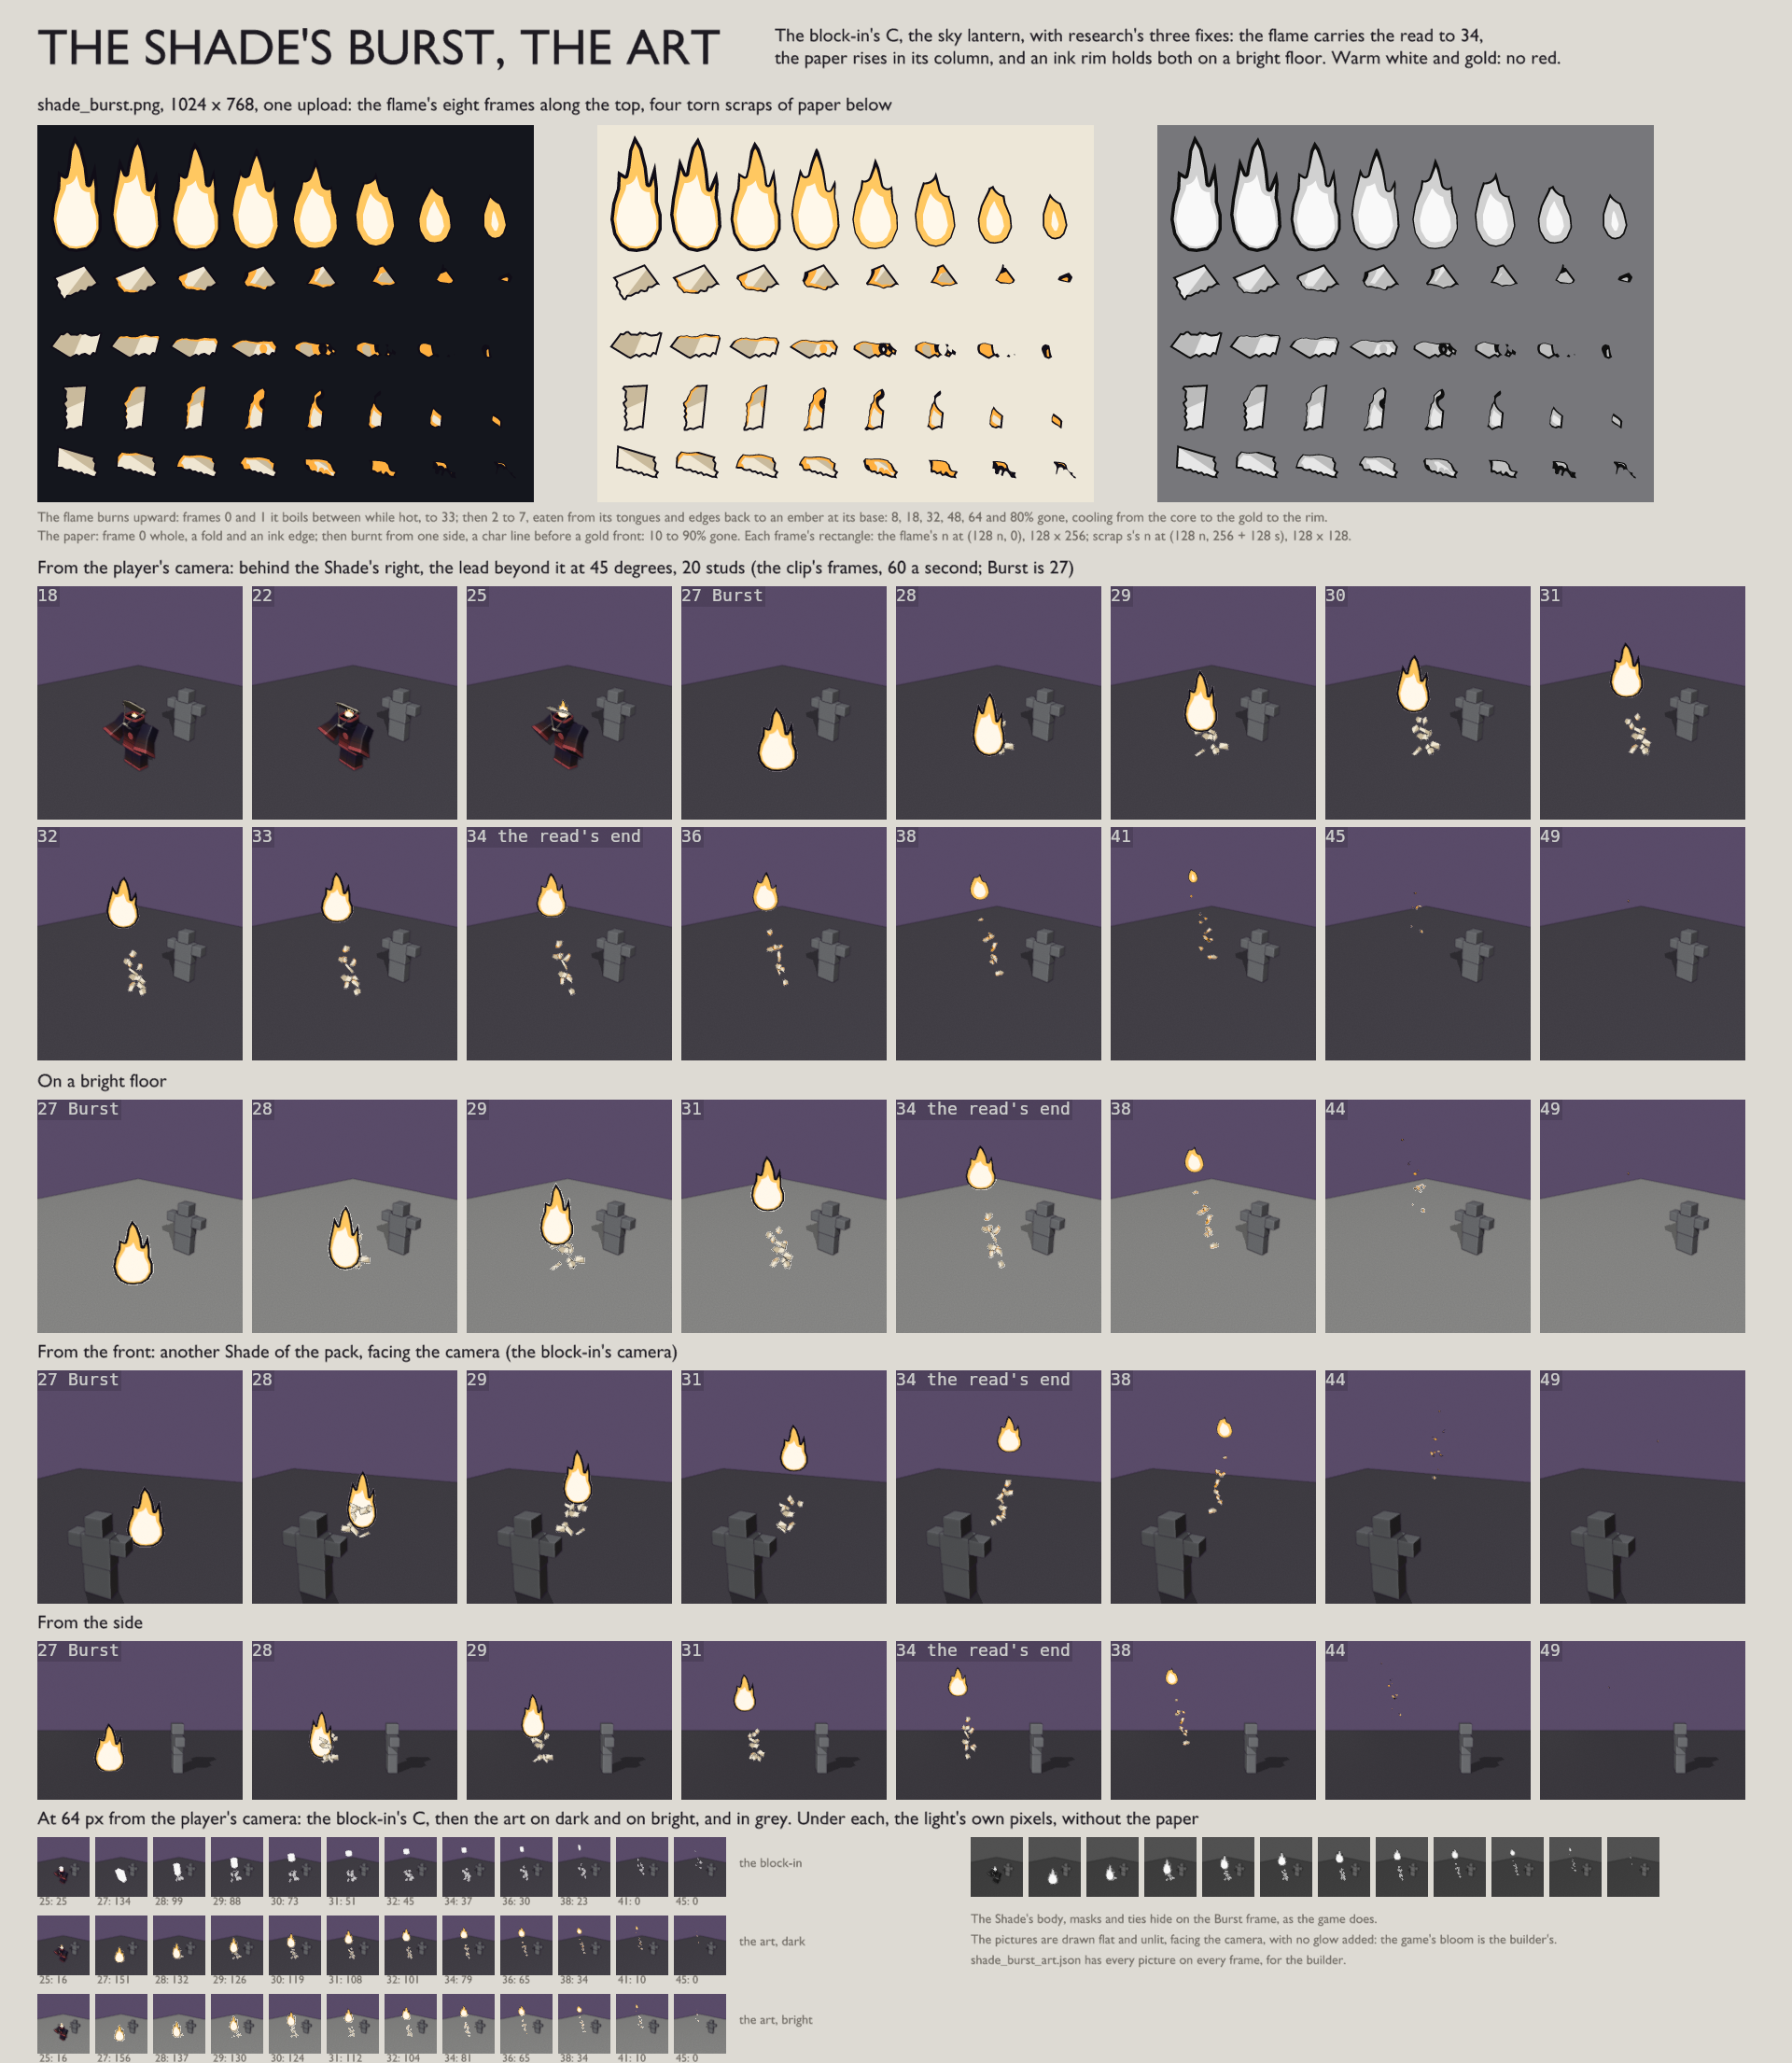 THE SHADE'S BURST, THE ART
The block-in's C, the sky lantern, with research's three fixes: the flame carries the read to 34,
the paper rises in its column, and an ink rim holds both on a bright floor. Warm white and gold: no red.
shade_burst.png, 1024 x 768, one upload: the flame's eight frames along the top, four torn scraps of paper below
The flame burns upward: frames 0 and 1 it boils between while hot, to 33; then 2 to 7, eaten from its tongues and edges back to an ember at its base: 8, 18, 32, 48, 64 and 80% gone, cooling from the core to the gold to the rim.
The paper: frame 0 whole, a fold and an ink edge; then burnt from one side, a char line before a gold front: 10 to 90% gone. Each frame's rectangle: the flame's n at (128 n, 0), 128 x 256; scrap s's n at (128 n, 256 + 128 s), 128 x 128.
From the player's camera: behind the Shade's right, the lead beyond it at 45 degrees, 20 studs (the clip's frames, 60 a second; Burst is 27)
18 22 25 27 Burst 28 29 30 31
32 33 34 the read's end 36 38 41 45 49
On a bright floor
27 Burst 28 29 31 34 the read's end 38 44 49
From the front: another Shade of the pack, facing the camera (the block-in's camera)
27 Burst 28 29 31 34 the read's end 38 44 49
From the side
27 Burst 28 29 31 34 the read's end 38 44 49
At 64 px from the player's camera: the block-in's C, then the art on dark and on bright, and in grey. Under each, the light's own pixels, without the paper
the block-in
25: 25 27: 134 28: 99 29: 88 30: 73 31: 51 32: 45 34: 37 36: 30 38: 23 41: 0 45: 0
The Shade's body, masks and ties hide on the Burst frame, as the game does.
The pictures are drawn flat and unlit, facing the camera, with no glow added: the game's bloom is the builder's.
shade_burst_art.json has every picture on every frame, for the builder.
the art, dark
25: 16 27: 151 28: 132 29: 126 30: 119 31: 108 32: 101 34: 79 36: 65 38: 34 41: 10 45: 0
the art, bright
25: 16 27: 156 28: 137 29: 130 30: 124 31: 112 32: 104 34: 81 36: 65 38: 34 41: 10 45: 0